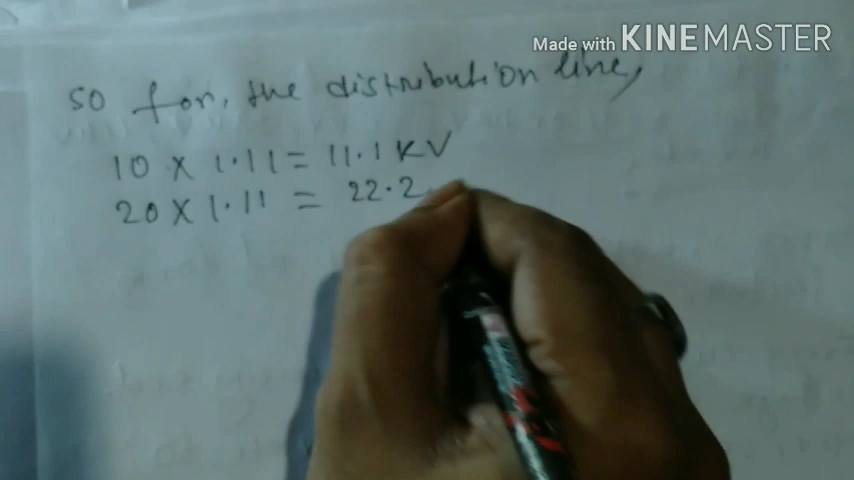 Made with KINEMASTER
so for, the distribution line,
10 X 1.11 = 11.1 KV
20 X 1.11 = 22.2